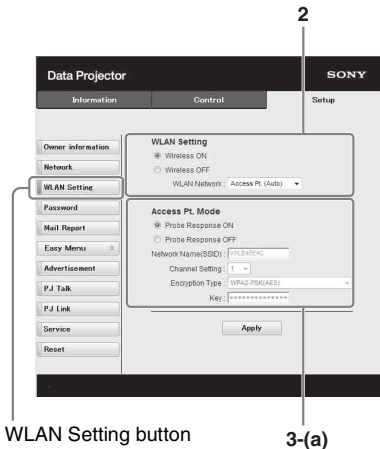 2
Data Projector SONY
Information Control Setup
Owner information
Network
WLAN Setting
Password
Mail Report
Easy Menu
Advertisement
PJ Talk
PJ Link
Service
Reset
WLAN Setting
Wireless ON
Wireless OFF
WLAN Network : Access Pt. (Auto)
Access Pt. Mode
Probe Response ON
Probe Response OFF
Network Name(SSID) :
Channel Setting : 1
Encryption Type : WPA2-PSK(AES)
Key : ••••••••••••••
Apply
WLAN Setting button
3-(a)